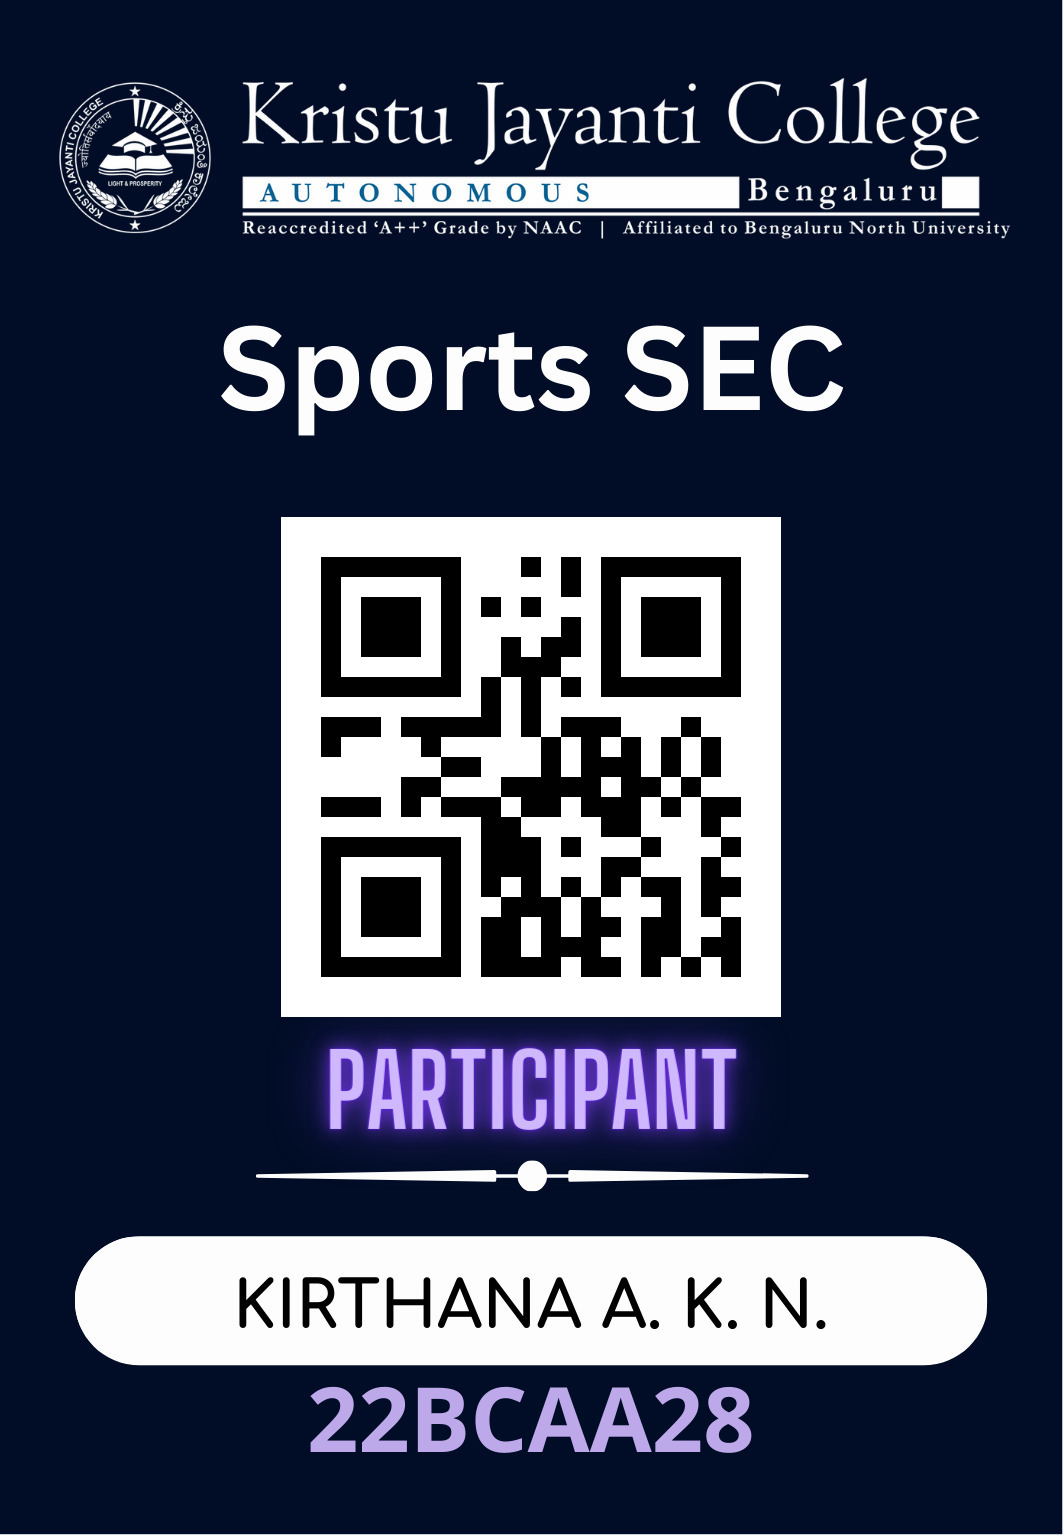 Kristu Jayanti College
AUTONOMOUS Bengaluru
Reaccredited ‘A++’ Grade by NAAC | Affiliated to Bengaluru North University
KRISTU JAYANTI COLLEGE
LIGHT & PROSPERITY
Sports SEC
PARTICIPANT
KIRTHANA A. K. N.
22BCAA28